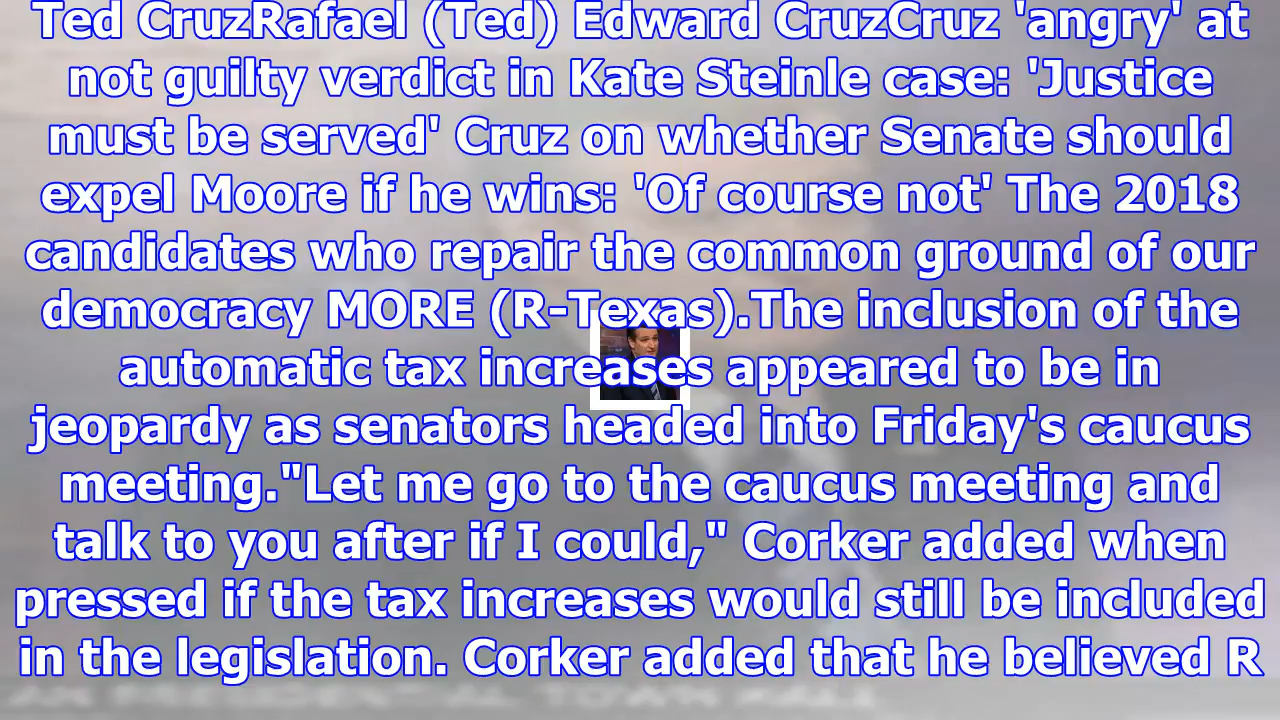 Ted CruzRafael (Ted) Edward CruzCruz 'angry' at
not guilty verdict in Kate Steinle case: 'Justice
must be served' Cruz on whether Senate should
expel Moore if he wins: 'Of course not' The 2018
candidates who repair the common ground of our
democracy MORE (R-Texas).The inclusion of the
automatic tax increases appeared to be in
jeopardy as senators headed into Friday's caucus
meeting."Let me go to the caucus meeting and
talk to you after if I could," Corker added when
pressed if the tax increases would still be included
in the legislation. Corker added that he believed R